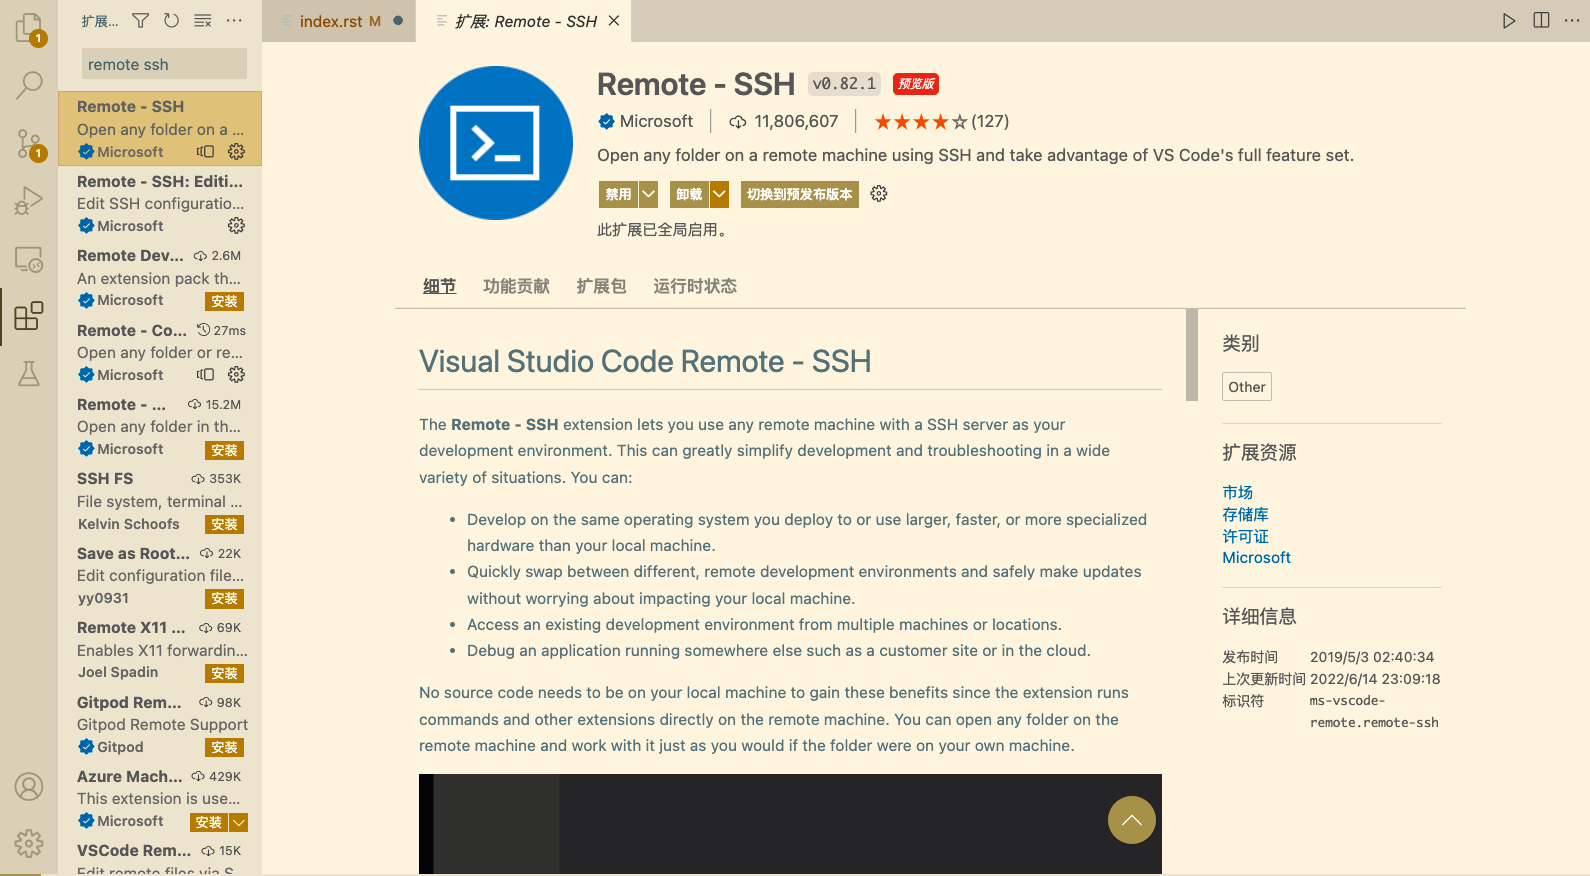 1
1
扩展...
remote ssh
Remote - SSH
Open any folder on a ...
Microsoft
Remote - SSH: Editi...
Edit SSH configuratio...
Microsoft
Remote Dev... 2.6M
An extension pack th...
Microsoft 安装
Remote - Co... 27ms
Open any folder or re...
Microsoft
Remote - ... 15.2M
Open any folder in th...
Microsoft 安装
SSH FS 353K
File system, terminal ...
Kelvin Schoofs 安装
Save as Root... 22K
Edit configuration file...
yy0931 安装
Remote X11 ... 69K
Enables X11 forwardin...
Joel Spadin 安装
Gitpod Rem... 98K
Gitpod Remote Support
Gitpod 安装
Azure Mach... 429K
This extension is use...
Microsoft 安装
VSCode Rem... 15K
Edit remote files via S...
index.rst M
扩展: Remote - SSH
Remote - SSH v0.82.1 预览版
Microsoft 11,806,607 (127)
Open any folder on a remote machine using SSH and take advantage of VS Code's full feature set.
禁用 卸载 切换到预发布版本
此扩展已全局启用。
细节 功能贡献 扩展包 运行时状态
Visual Studio Code Remote - SSH
The Remote - SSH extension lets you use any remote machine with a SSH server as your
development environment. This can greatly simplify development and troubleshooting in a wide
variety of situations. You can:
• Develop on the same operating system you deploy to or use larger, faster, or more specialized
hardware than your local machine.
• Quickly swap between different, remote development environments and safely make updates
without worrying about impacting your local machine.
• Access an existing development environment from multiple machines or locations.
• Debug an application running somewhere else such as a customer site or in the cloud.
No source code needs to be on your local machine to gain these benefits since the extension runs
commands and other extensions directly on the remote machine. You can open any folder on the
remote machine and work with it just as you would if the folder were on your own machine.
类别
Other
扩展资源
市场
存储库
许可证
Microsoft
详细信息
发布时间 2019/5/3 02:40:34
上次更新时间 2022/6/14 23:09:18
标识符 ms-vscode-
remote.remote-ssh